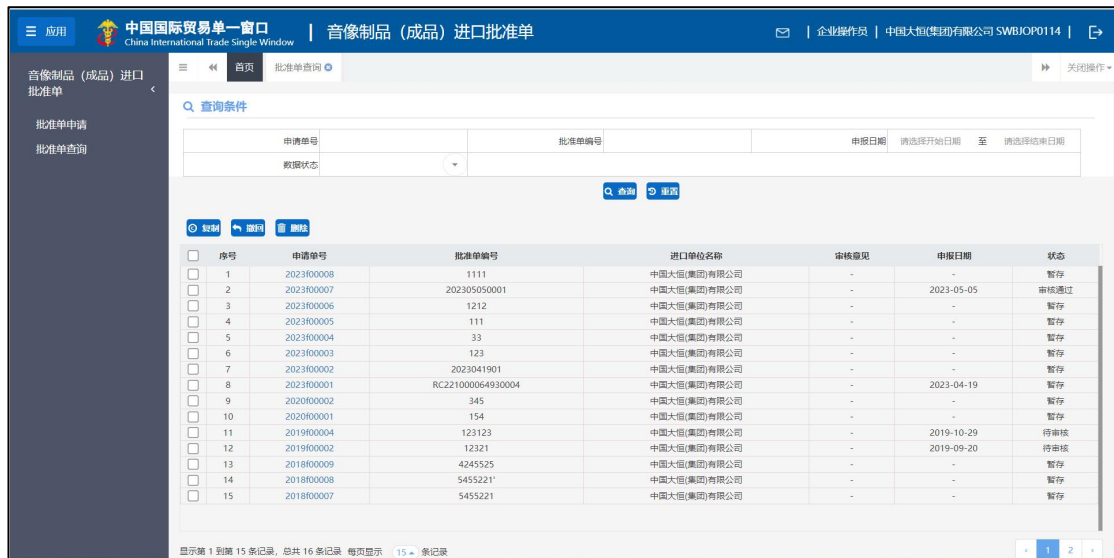 应用 中国国际贸易单一窗口 | 音像制品（成品）进口批准单 | 企业操作员 | 中国大恒(集团)有限公司 SWBJOP0114 |
China International Trade Single Window
音像制品（成品）进口批准单
批准单申请
批准单查询
首页 批准单查询 关闭操作
查询条件
申请单号 批准单编号 申报日期 请选择开始日期 至 请选择结束日期
数据状态
查询 重置
复制 撤回 删除
序号 申请单号 批准单编号 进口单位名称 审核意见 申报日期 状态
1 2023f00008 1111 中国大恒(集团)有限公司 - - 暂存
2 2023f00007 202305050001 中国大恒(集团)有限公司 - 2023-05-05 审核通过
3 2023f00006 1212 中国大恒(集团)有限公司 - - 暂存
4 2023f00005 111 中国大恒(集团)有限公司 - - 暂存
5 2023f00004 33 中国大恒(集团)有限公司 - - 暂存
6 2023f00003 123 中国大恒(集团)有限公司 - - 暂存
7 2023f00002 2023041901 中国大恒(集团)有限公司 - - 暂存
8 2023f00001 RC221000064930004 中国大恒(集团)有限公司 - 2023-04-19 暂存
9 2020f00002 345 中国大恒(集团)有限公司 - - 暂存
10 2020f00001 154 中国大恒(集团)有限公司 - - 暂存
11 2019f00004 123123 中国大恒(集团)有限公司 - 2019-10-29 待审核
12 2019f00002 12321 中国大恒(集团)有限公司 - 2019-09-20 待审核
13 2018f00009 4245525 中国大恒(集团)有限公司 - - 暂存
14 2018f00008 5455221' 中国大恒(集团)有限公司 - - 暂存
15 2018f00007 5455221 中国大恒(集团)有限公司 - - 暂存
显示第 1 到第 15 条记录，总共 16 条记录 每页显示 15 条记录 ‹ 1 2 ›